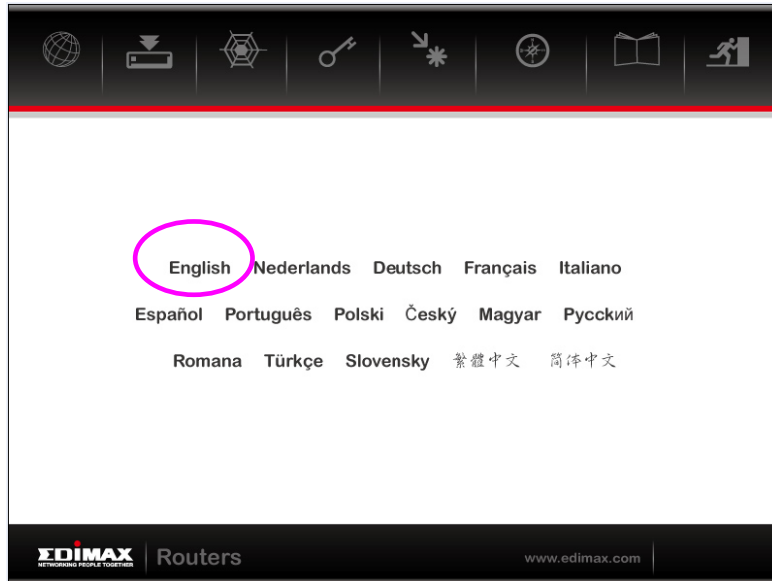 English Nederlands Deutsch Français Italiano
Español Português Polski Český Magyar Русский
Romana Türkçe Slovensky 繁體中文 简体中文
EDIMAX
NETWORKING PEOPLE TOGETHER
Routers
www.edimax.com